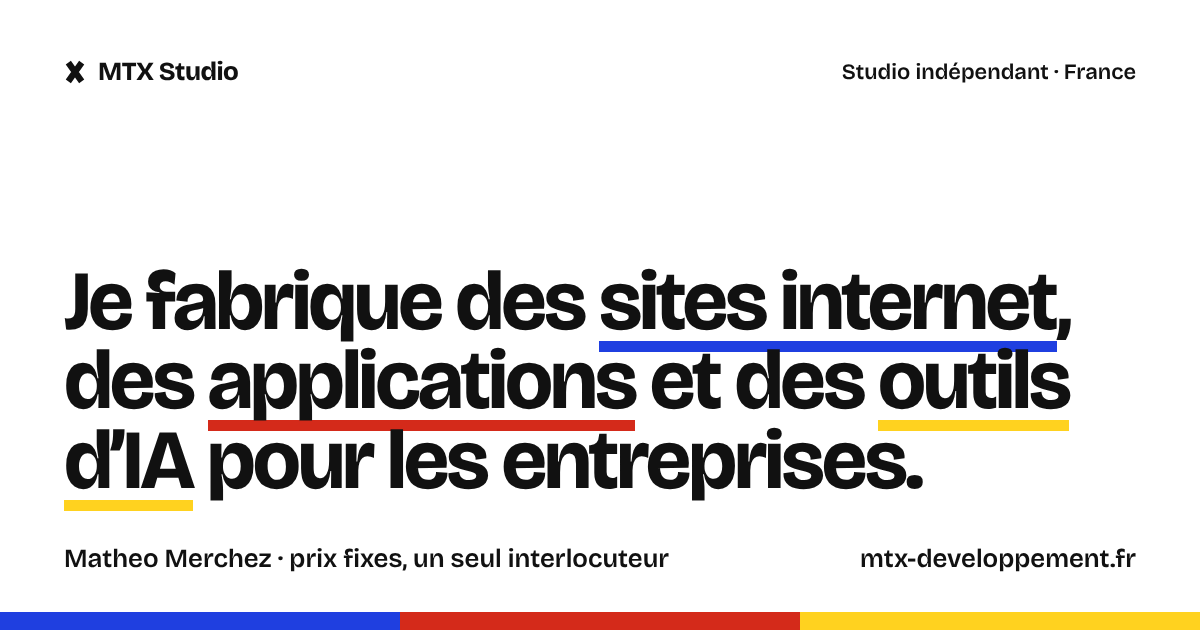 MTX Studio
Studio indépendant · France
Je fabrique des sites internet,
des applications et des outils
d’IA pour les entreprises.
Matheo Merchez · prix fixes, un seul interlocuteur
mtx-developpement.fr